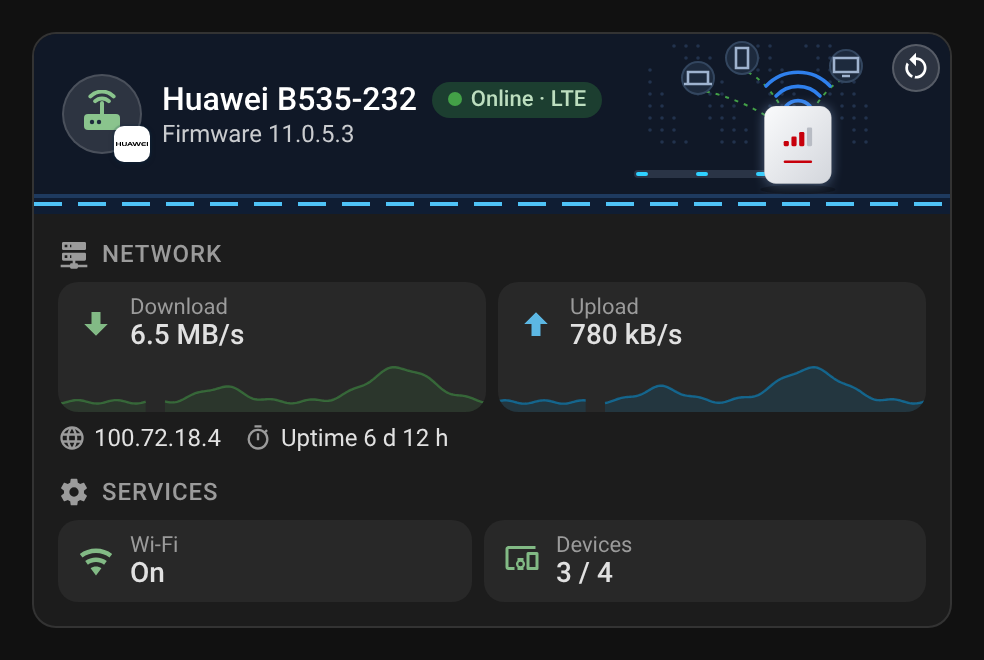 Huawei B535-232
Online · LTE
Firmware 11.0.5.3
HUAWEI
NETWORK
Download
6.5 MB/s
Upload
780 kB/s
100.72.18.4
Uptime 6 d 12 h
SERVICES
Wi-Fi
On
Devices
3 / 4